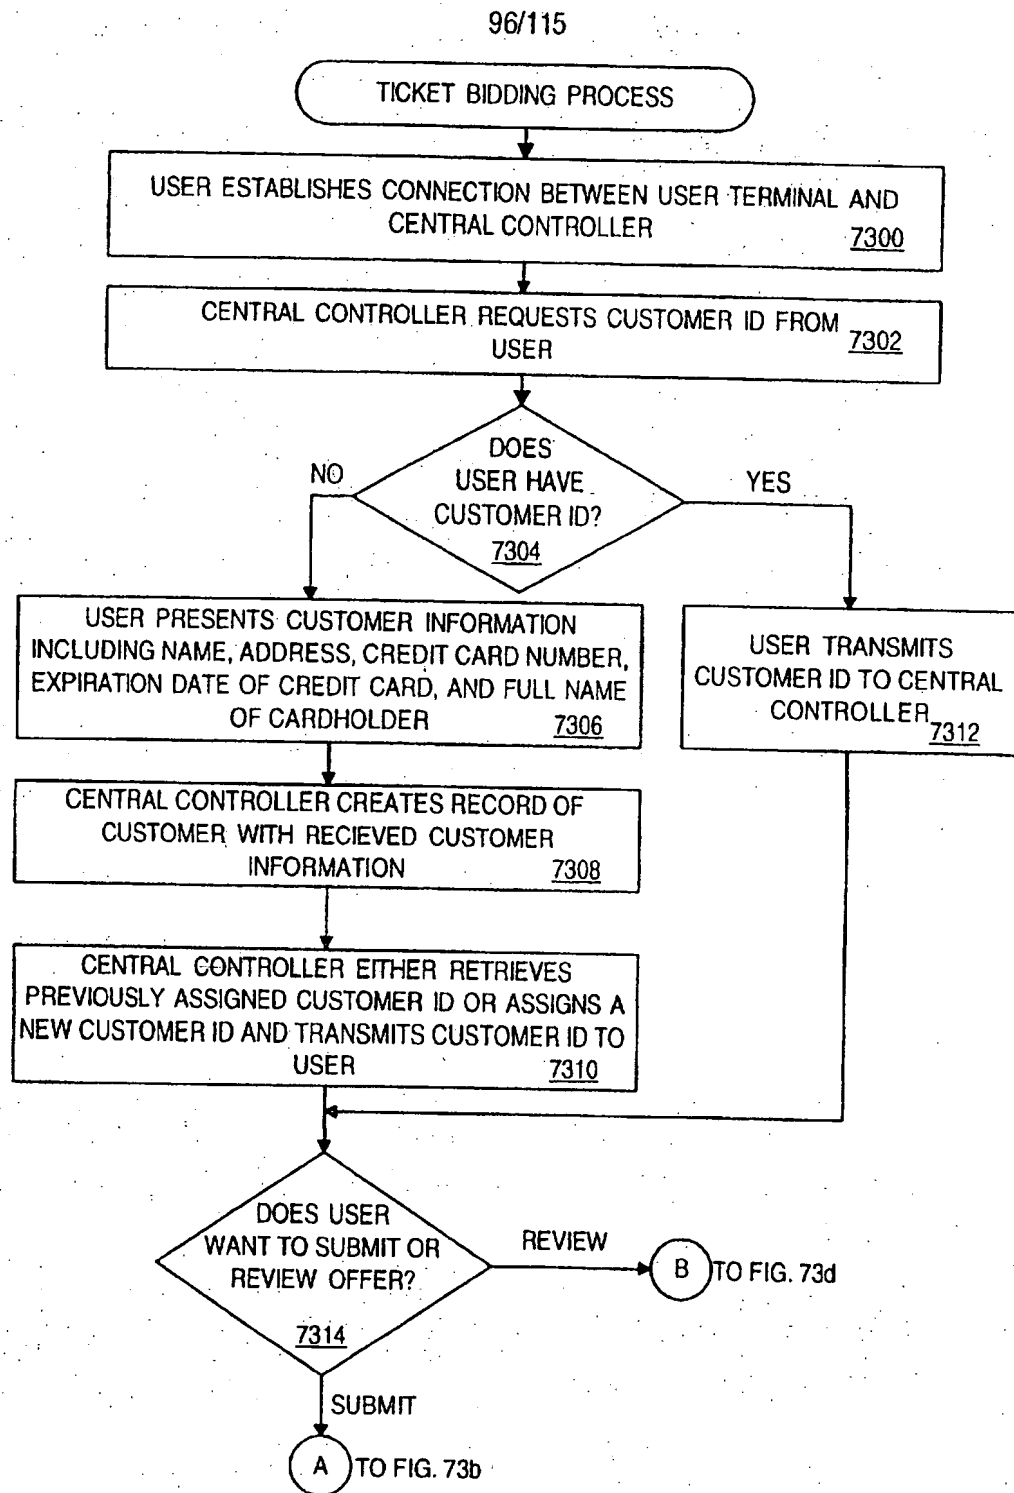 96/115
TICKET BIDDING PROCESS
USER ESTABLISHES CONNECTION BETWEEN USER TERMINAL AND
CENTRAL CONTROLLER 7300
CENTRAL CONTROLLER REQUESTS CUSTOMER ID FROM 7302
USER
DOES
USER HAVE
CUSTOMER ID?
7304
NO
YES
USER PRESENTS CUSTOMER INFORMATION
INCLUDING NAME, ADDRESS, CREDIT CARD NUMBER,
EXPIRATION DATE OF CREDIT CARD, AND FULL NAME
OF CARDHOLDER 7306
USER TRANSMITS
CUSTOMER ID TO CENTRAL
CONTROLLER 7312
CENTRAL CONTROLLER CREATES RECORD OF
CUSTOMER WITH RECIEVED CUSTOMER
INFORMATION 7308
CENTRAL CONTROLLER EITHER RETRIEVES
PREVIOUSLY ASSIGNED CUSTOMER ID OR ASSIGNS A
NEW CUSTOMER ID AND TRANSMITS CUSTOMER ID TO
USER 7310
DOES USER
WANT TO SUBMIT OR
REVIEW OFFER?
7314
REVIEW
B TO FIG. 73d
SUBMIT
A TO FIG. 73b